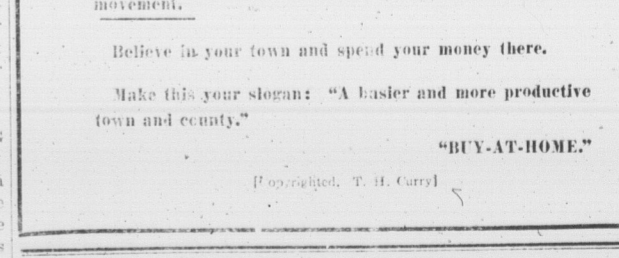 movement.
Believe in your town and spend your money there.
Make this your slogan: "A busier and more productive
town and county."
"BUY-AT-HOME."
[Copyrighted, T. H. Curry]